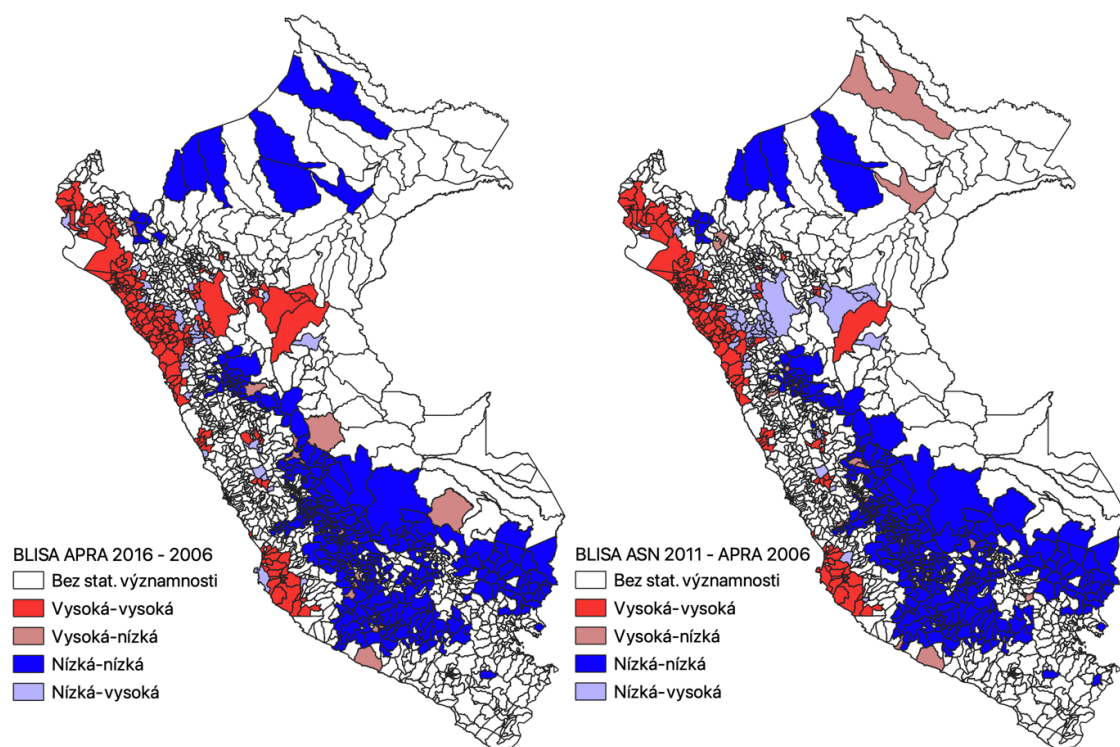 BLISA APRA 2016 - 2006
Bez stat. významnosti
Vysoká-vysoká
Vysoká-nízká
Nízká-nízká
Nízká-vysoká
BLISA ASN 2011 - APRA 2006
Bez stat. významnosti
Vysoká-vysoká
Vysoká-nízká
Nízká-nízká
Nízká-vysoká